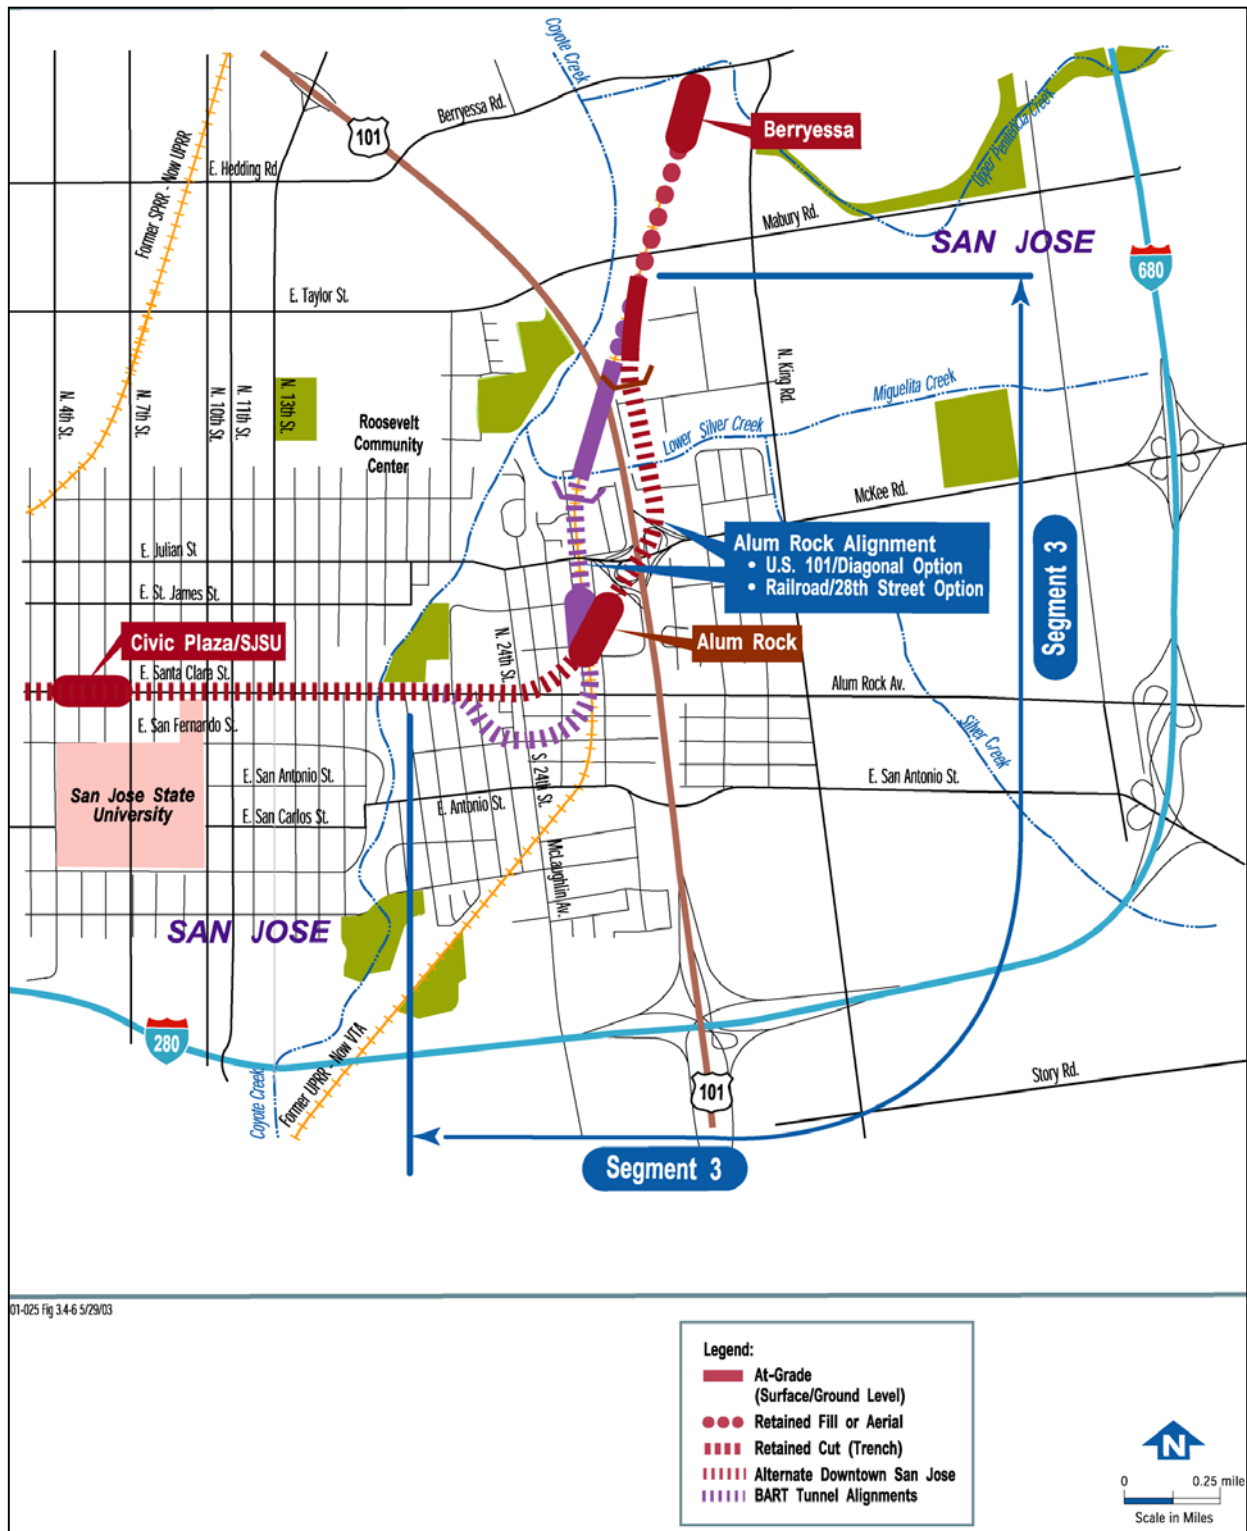 Coyote Creek
Berryessa Rd.
101
Berryessa
Former SPRR - Now UPRR
E. Hedding Rd.
Upper Penitencia Creek
Mabury Rd.
SAN JOSE
680
E. Taylor St.
N. 4th St.
N. 7th St.
N. 10th St.
N. 11th St.
N. 13th St.
Roosevelt
Community
Center
N. King Rd.
Miguelita Creek
Lower Silver Creek
McKee Rd.
E. Julian St
Alum Rock Alignment
• U.S. 101/Diagonal Option
• Railroad/28th Street Option
Segment 3
E. St. James St.
Civic Plaza/SJSU
N. 24th St.
Alum Rock
E. Santa Clara St.
Alum Rock Av.
E. San Fernando St.
Silver Creek
San Jose State
University
E. San Antonio St.
S. 24th St.
E. San Antonio St.
E. Antonio St.
E. San Carlos St.
McLaughlin Av.
SAN JOSE
280
Former UPRR - Now VTA
Coyote Creek
101
Story Rd.
Segment 3
01-025 Fig 3.4-6 5/29/03
Legend:
At-Grade
(Surface/Ground Level)
Retained Fill or Aerial
Retained Cut (Trench)
Alternate Downtown San Jose
BART Tunnel Alignments
N
0 0.25 mile
Scale in Miles